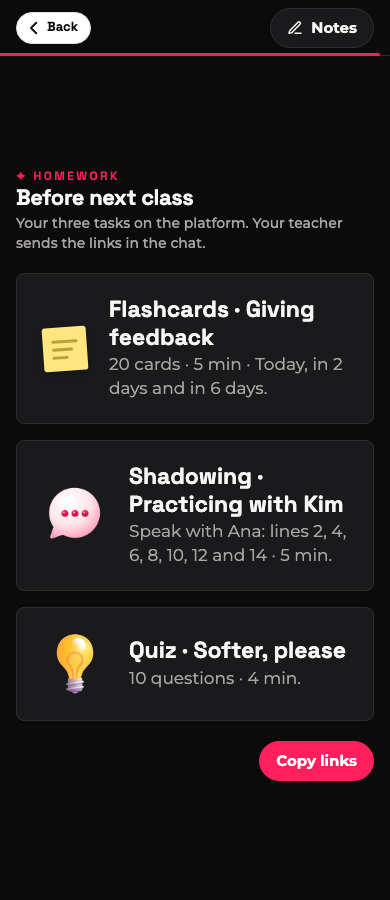 Back
Notes
✦ HOMEWORK
Before next class
Your three tasks on the platform. Your teacher
sends the links in the chat.
Flashcards · Giving
feedback
20 cards · 5 min · Today, in 2
days and in 6 days.
Shadowing ·
Practicing with Kim
Speak with Ana: lines 2, 4,
6, 8, 10, 12 and 14 · 5 min.
Quiz · Softer, please
10 questions · 4 min.
Copy links